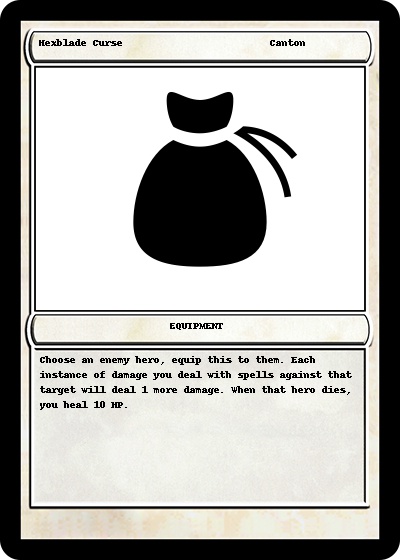 Hexblade Curse Canton
EQUIPMENT
Choose an enemy hero, equip this to them. Each
instance of damage you deal with spells against that
target will deal 1 more damage. When that hero dies,
you heal 10 HP.